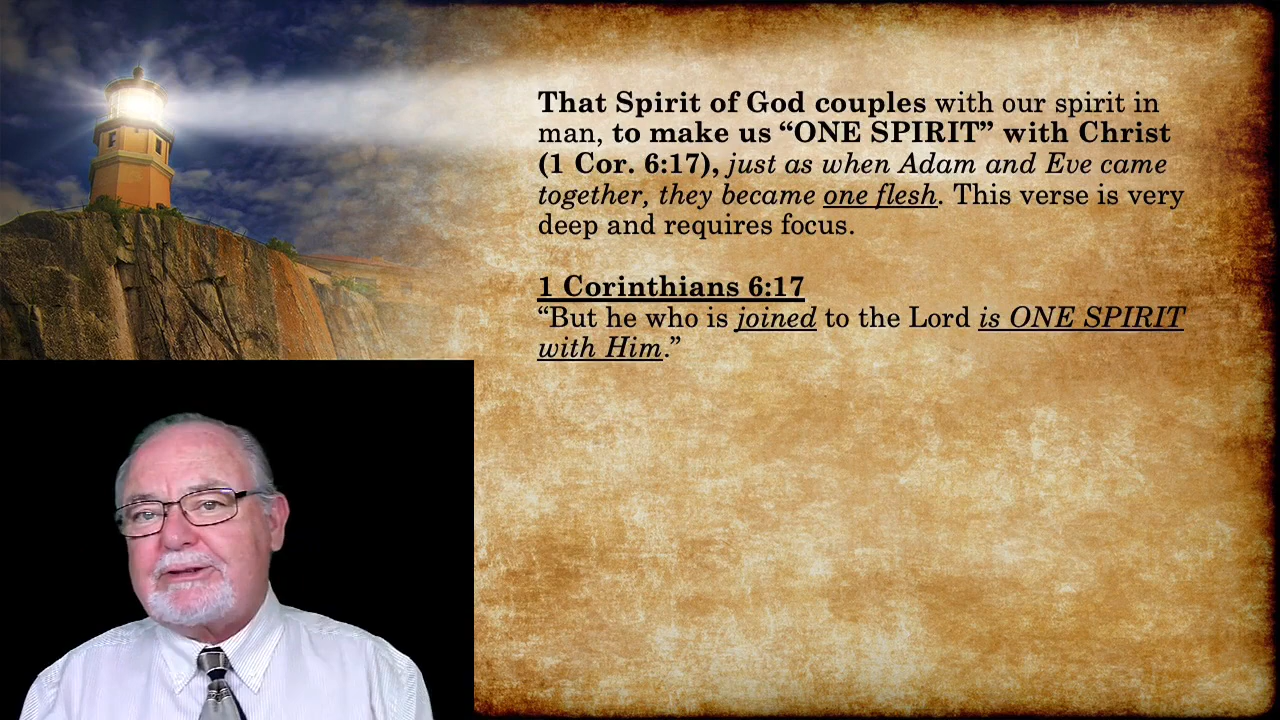 That Spirit of God couples with our spirit in
man, to make us “ONE SPIRIT” with Christ
(1 Cor. 6:17), just as when Adam and Eve came
together, they became one flesh. This verse is very
deep and requires focus.
1 Corinthians 6:17
“But he who is joined to the Lord is ONE SPIRIT
with Him.”